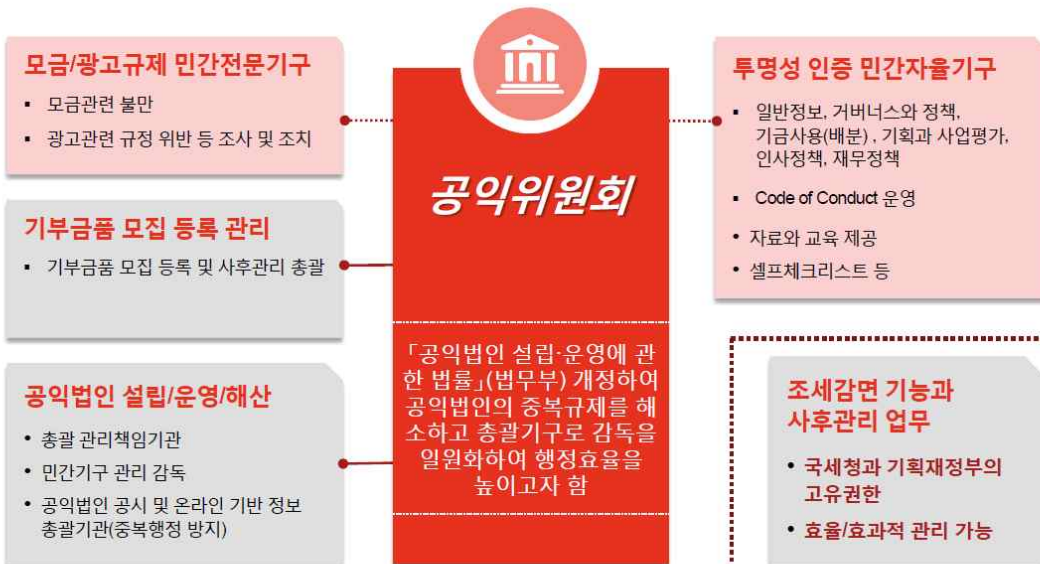 모금/광고규제 민간전문기구
▪ 모금관련 불만
▪ 광고관련 규정 위반 등 조사 및 조치
기부금품 모집 등록 관리
▪ 기부금품 모집 등록 및 사후관리 총괄
공익법인 설립/운영/해산
• 총괄 관리책임기관
• 민간기구 관리 감독
• 공익법인 공시 및 온라인 기반 정보
총괄기관(중복행정 방지)
공익위원회
「공익법인 설립·운영에 관
한 법률」(법무부) 개정하여
공익법인의 중복규제를 해
소하고 총괄기구로 감독을
일원화하여 행정효율을
높이고자 함
투명성 인증 민간자율기구
▪ 일반정보, 거버넌스와 정책,
기금사용(배분) , 기획과 사업평가,
인사정책, 재무정책
▪ Code of Conduct 운영
• 자료와 교육 제공
• 셀프체크리스트 등
조세감면 기능과
사후관리 업무
• 국세청과 기획재정부의
고유권한
• 효율/효과적 관리 가능